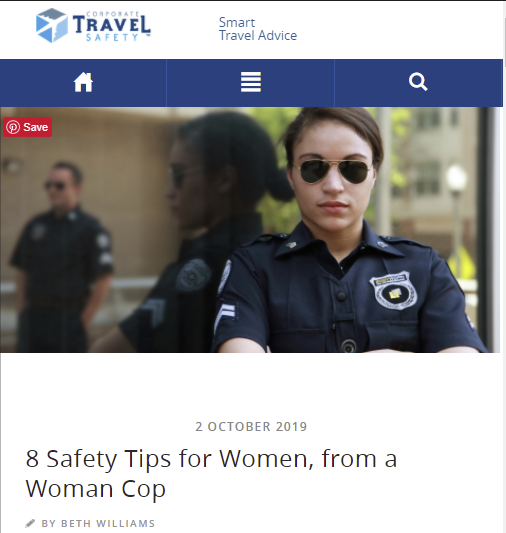 CORPORATE
TRAVEL
SAFETY
Smart
Travel Advice
Save
2 OCTOBER 2019
8 Safety Tips for Women, from a
Woman Cop
BY BETH WILLIAMS